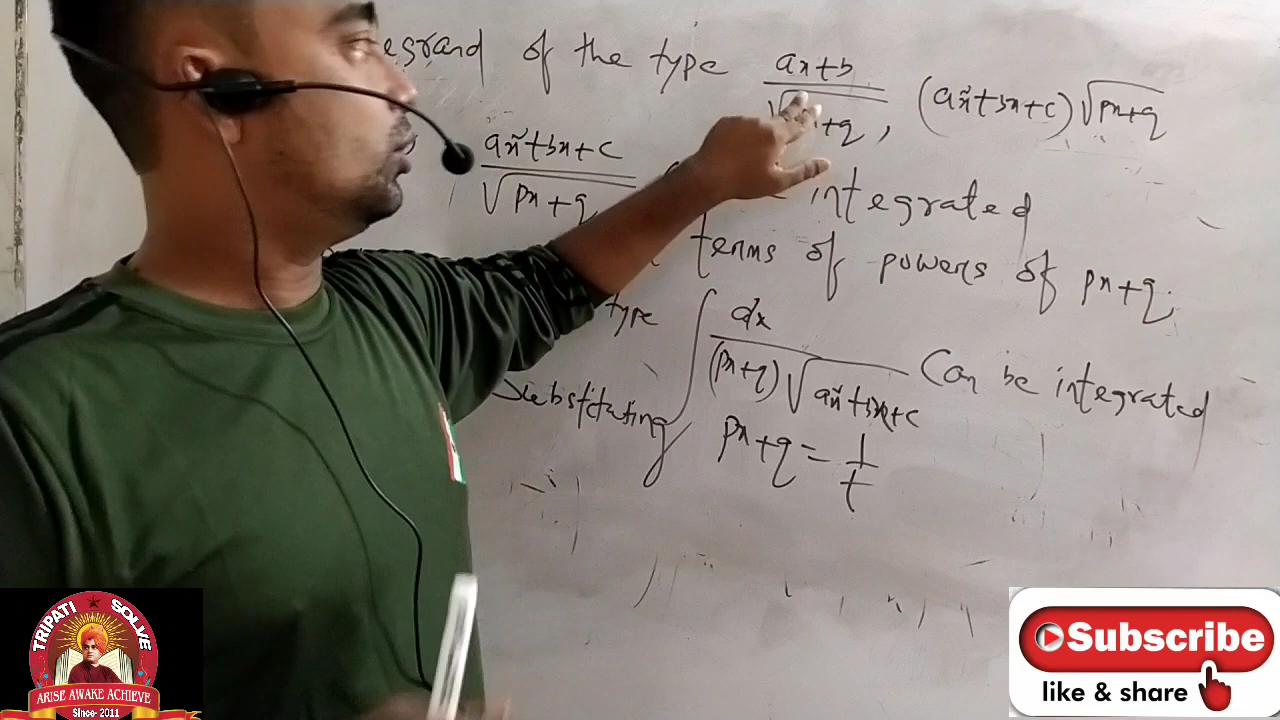 of the type ax+b / √ +q, (ax²+bx+c)√px+q
ax²+bx+c / √px+q integrated
terms of powers of px+q.
type ∫ dx / (px+q)√ax²+bx+c Can be integrated
Substituting px+q = 1/t
TRIPATI SOLVE
ARISE AWAKE ACHIEVE
Since- 2011
Subscribe
like & share